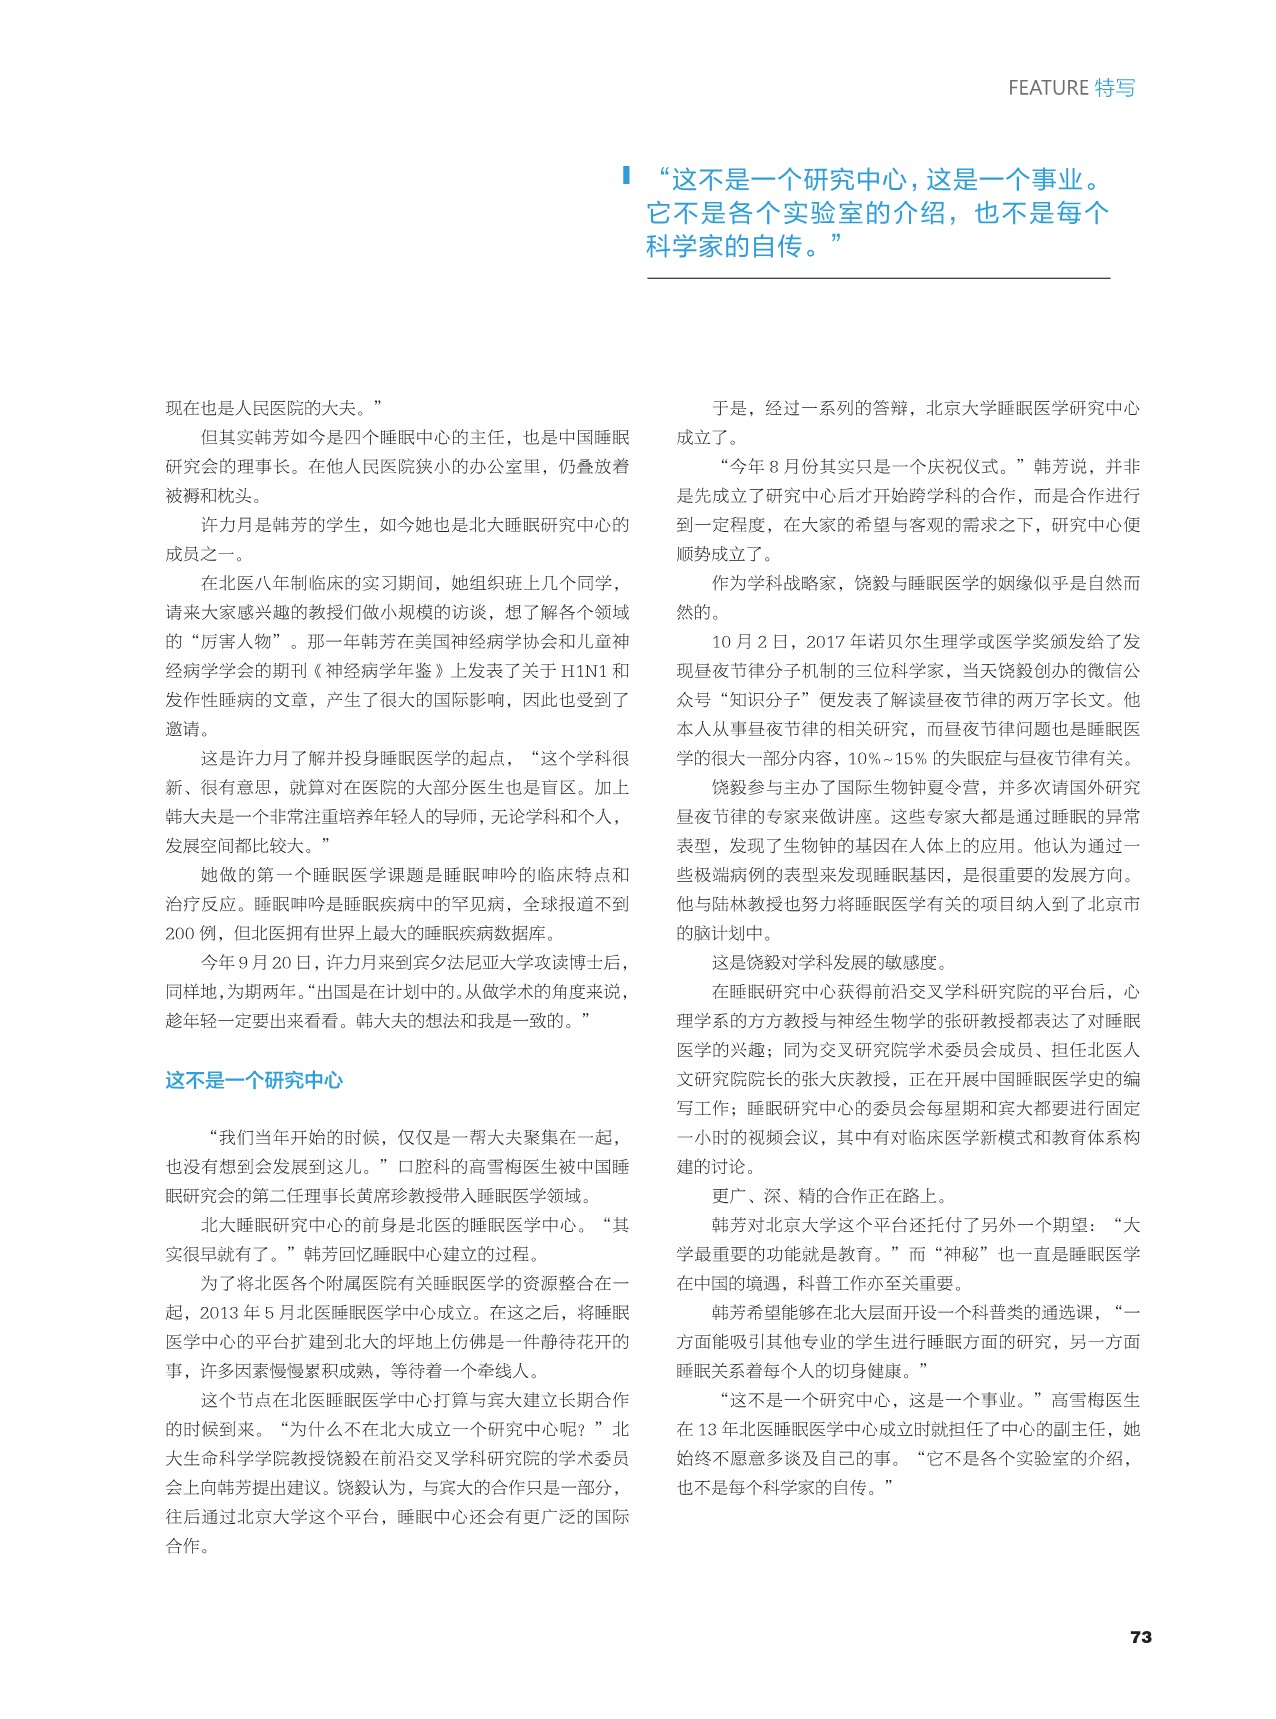 FEATURE 特写
“这不是一个研究中心，这是一个事业。
它不是各个实验室的介绍，也不是每个
科学家的自传。”
现在也是人民医院的大夫。”
但其实韩芳如今是四个睡眠中心的主任，也是中国睡眠
研究会的理事长。在他人民医院狭小的办公室里，仍叠放着
被褥和枕头。
许力月是韩芳的学生，如今她也是北大睡眠研究中心的
成员之一。
在北医八年制临床的实习期间，她组织班上几个同学，
请来大家感兴趣的教授们做小规模的访谈，想了解各个领域
的“厉害人物”。那一年韩芳在美国神经病学协会和儿童神
经病学学会的期刊《神经病学年鉴》上发表了关于 H1N1 和
发作性睡病的文章，产生了很大的国际影响，因此也受到了
邀请。
这是许力月了解并投身睡眠医学的起点，“这个学科很
新、很有意思，就算对在医院的大部分医生也是盲区。加上
韩大夫是一个非常注重培养年轻人的导师，无论学科和个人，
发展空间都比较大。”
她做的第一个睡眠医学课题是睡眠呻吟的临床特点和
治疗反应。睡眠呻吟是睡眠疾病中的罕见病，全球报道不到
200 例，但北医拥有世界上最大的睡眠疾病数据库。
今年 9 月 20 日，许力月来到宾夕法尼亚大学攻读博士后，
同样地，为期两年。“出国是在计划中的。从做学术的角度来说，
趁年轻一定要出来看看。韩大夫的想法和我是一致的。”
这不是一个研究中心
“我们当年开始的时候，仅仅是一帮大夫聚集在一起，
也没有想到会发展到这儿。”口腔科的高雪梅医生被中国睡
眠研究会的第二任理事长黄席珍教授带入睡眠医学领域。
北大睡眠研究中心的前身是北医的睡眠医学中心。“其
实很早就有了。”韩芳回忆睡眠中心建立的过程。
为了将北医各个附属医院有关睡眠医学的资源整合在一
起，2013 年 5 月北医睡眠医学中心成立。在这之后，将睡眠
医学中心的平台扩建到北大的坪地上仿佛是一件静待花开的
事，许多因素慢慢累积成熟，等待着一个牵线人。
这个节点在北医睡眠医学中心打算与宾大建立长期合作
的时候到来。“为什么不在北大成立一个研究中心呢？”北
大生命科学学院教授饶毅在前沿交叉学科研究院的学术委员
会上向韩芳提出建议。饶毅认为，与宾大的合作只是一部分，
往后通过北京大学这个平台，睡眠中心还会有更广泛的国际
合作。
于是，经过一系列的答辩，北京大学睡眠医学研究中心
成立了。
“今年 8 月份其实只是一个庆祝仪式。”韩芳说，并非
是先成立了研究中心后才开始跨学科的合作，而是合作进行
到一定程度，在大家的希望与客观的需求之下，研究中心便
顺势成立了。
作为学科战略家，饶毅与睡眠医学的姻缘似乎是自然而
然的。
10 月 2 日，2017 年诺贝尔生理学或医学奖颁发给了发
现昼夜节律分子机制的三位科学家，当天饶毅创办的微信公
众号“知识分子”便发表了解读昼夜节律的两万字长文。他
本人从事昼夜节律的相关研究，而昼夜节律问题也是睡眠医
学的很大一部分内容，10%~15% 的失眠症与昼夜节律有关。
饶毅参与主办了国际生物钟夏令营，并多次请国外研究
昼夜节律的专家来做讲座。这些专家大都是通过睡眠的异常
表型，发现了生物钟的基因在人体上的应用。他认为通过一
些极端病例的表型来发现睡眠基因，是很重要的发展方向。
他与陆林教授也努力将睡眠医学有关的项目纳入到了北京市
的脑计划中。
这是饶毅对学科发展的敏感度。
在睡眠研究中心获得前沿交叉学科研究院的平台后，心
理学系的方方教授与神经生物学的张研教授都表达了对睡眠
医学的兴趣；同为交叉研究院学术委员会成员、担任北医人
文研究院院长的张大庆教授，正在开展中国睡眠医学史的编
写工作；睡眠研究中心的委员会每星期和宾大都要进行固定
一小时的视频会议，其中有对临床医学新模式和教育体系构
建的讨论。
更广、深、精的合作正在路上。
韩芳对北京大学这个平台还托付了另外一个期望：“大
学最重要的功能就是教育。”而“神秘”也一直是睡眠医学
在中国的境遇，科普工作亦至关重要。
韩芳希望能够在北大层面开设一个科普类的通选课，“一
方面能吸引其他专业的学生进行睡眠方面的研究，另一方面
睡眠关系着每个人的切身健康。”
“这不是一个研究中心，这是一个事业。”高雪梅医生
在 13 年北医睡眠医学中心成立时就担任了中心的副主任，她
始终不愿意多谈及自己的事。“它不是各个实验室的介绍，
也不是每个科学家的自传。”
73